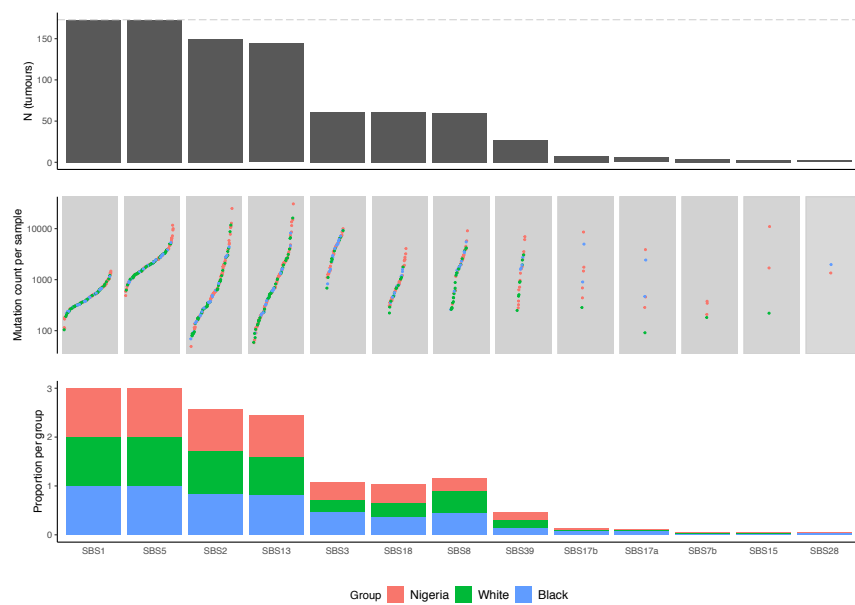 N (tumours)
150
100
50
0
Mutation count per sample
10000
1000
100
Proportion per group
3
2
1
0
SBS1 SBS5 SBS2 SBS13 SBS3 SBS18 SBS8 SBS39 SBS17b SBS17a SBS7b SBS15 SBS28
Group Nigeria White Black